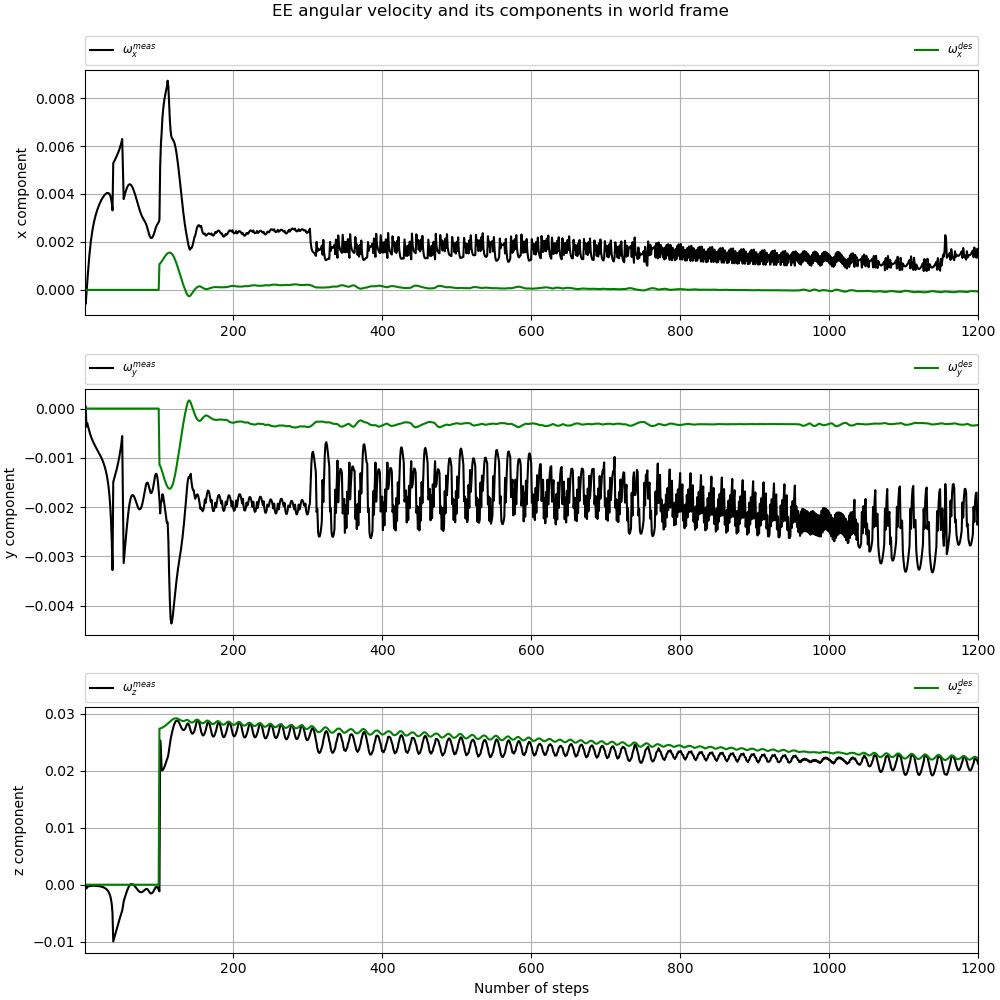 EE angular velocity and its components in world frame
ω_x^meas ω_x^des
0.008
0.006
0.004
0.002
0.000
x component
200 400 600 800 1000 1200
ω_y^meas ω_y^des
0.000
−0.001
−0.002
−0.003
−0.004
y component
200 400 600 800 1000 1200
ω_z^meas ω_z^des
0.03
0.02
0.01
0.00
−0.01
z component
200 400 600 800 1000 1200
Number of steps